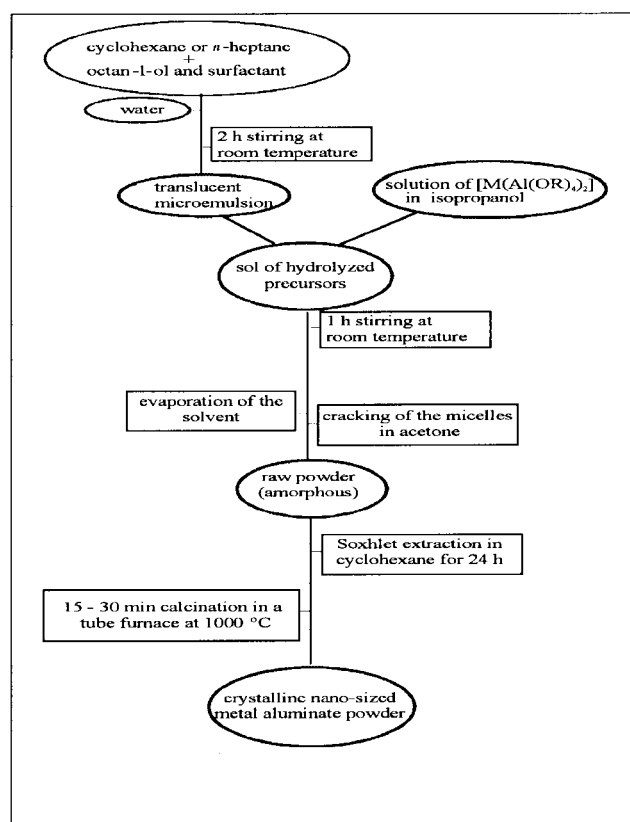 cyclohexane or n-heptane
+
octan-1-ol and surfactant
water
2 h stirring at
room temperature
translucent
microemulsion
solution of [M(Al(OR)₄)₂]
in isopropanol
sol of hydrolyzed
precursors
1 h stirring at
room temperature
evaporation of the
solvent
cracking of the micelles
in acetone
raw powder
(amorphous)
Soxhlet extraction in
cyclohexane for 24 h
15 - 30 min calcination in a
tube furnace at 1000 °C
crystalline nano-sized
metal aluminate powder